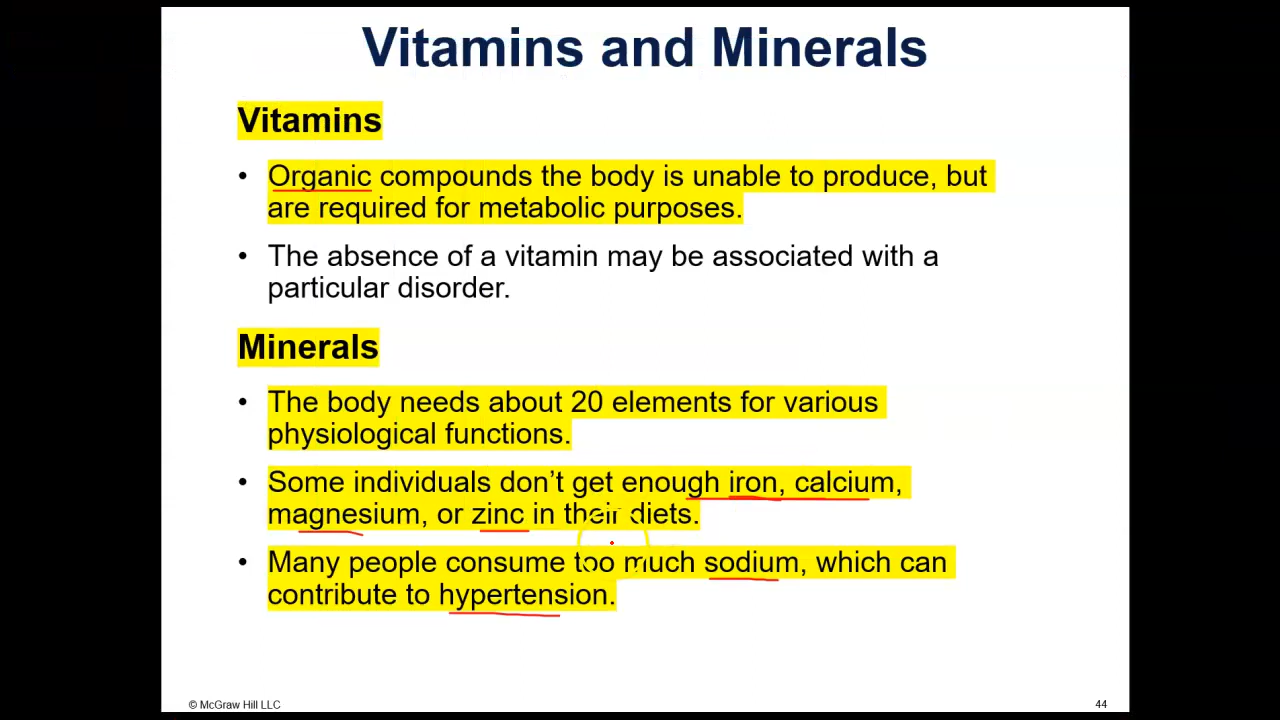 Vitamins and Minerals
Vitamins
• Organic compounds the body is unable to produce, but
are required for metabolic purposes.
• The absence of a vitamin may be associated with a
particular disorder.
Minerals
• The body needs about 20 elements for various
physiological functions.
• Some individuals don’t get enough iron, calcium,
magnesium, or zinc in their diets.
• Many people consume too much sodium, which can
contribute to hypertension.
© McGraw Hill LLC
44